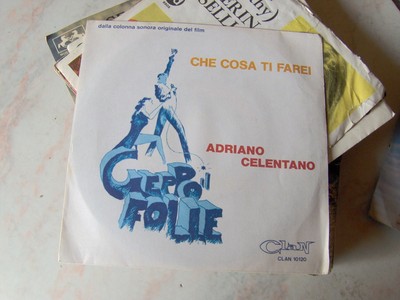 dalla colonna sonora originale del film
CHE COSA TI FAREI
ADRIANO
CELENTANO
GEPPO il
FOLLE
CLAN
CLAN 10120